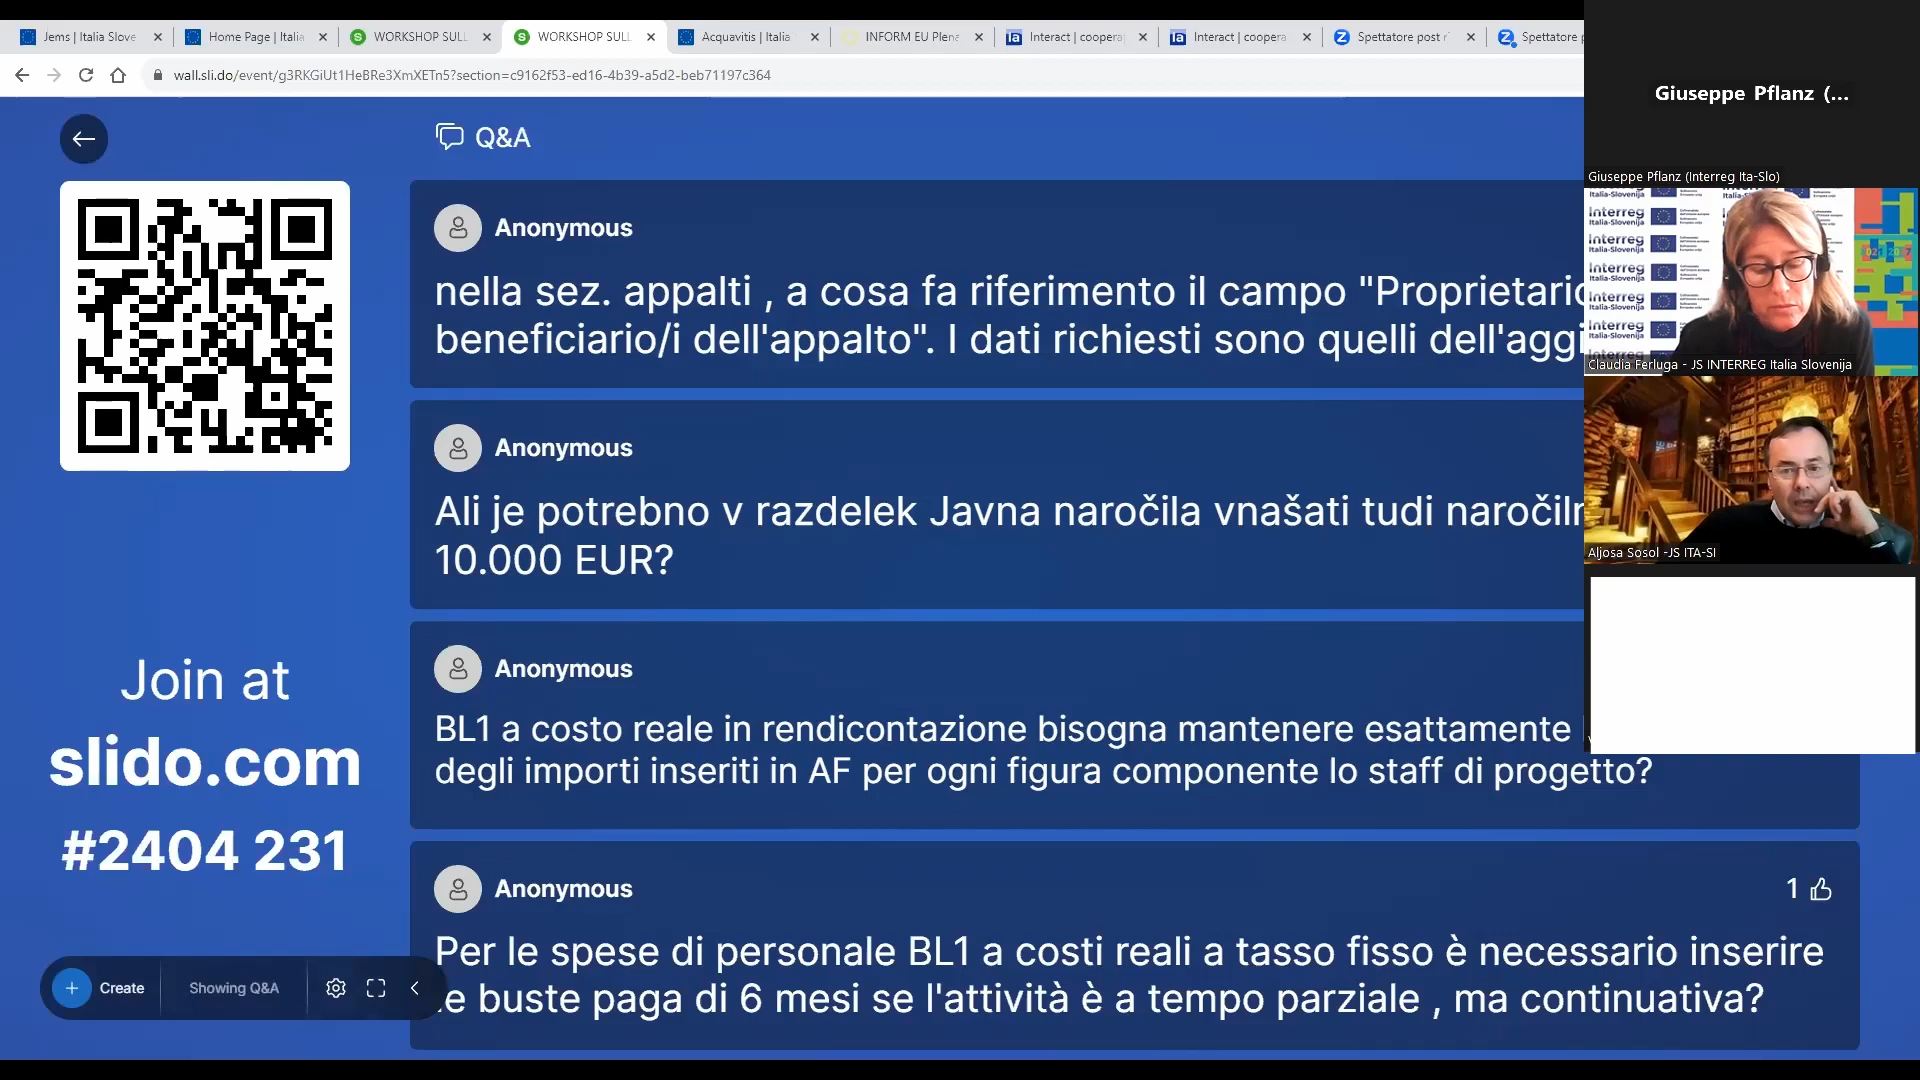 Jems | Italia Slove
Home Page | Italia
WORKSHOP SULL
WORKSHOP SULL
Acquavitis | Italia
INFORM EU Plena
Interact | coopera
Interact | coopera
Spettatore post r
Spettatore p
wall.sli.do/event/g3RKGiUt1HeBRe3XmXETn5?section=c9162f53-ed16-4b39-a5d2-beb71197c364
Q&A
Anonymous
nella sez. appalti , a cosa fa riferimento il campo "Proprietario
beneficiario/i dell'appalto". I dati richiesti sono quelli dell'aggi
Anonymous
Ali je potrebno v razdelek Javna naročila vnašati tudi
10.000 EUR?
Anonymous
BL1 a costo reale in rendicontazione bisogna mantenere esattamente
degli importi inseriti in AF per ogni figura componente lo staff di progetto?
Anonymous
1
Per le spese di personale BL1 a costi reali a tasso fisso è necessario inserire
le buste paga di 6 mesi se l'attività è a tempo parziale , ma continuativa?
Join at
slido.com
#2404 231
Create
Showing Q&A
Giuseppe Pflanz (...
Giuseppe Pflanz (Interreg Ita-Slo)
Interreg
Italia-Slovenija
Claudia Ferluga - JS INTERREG Italia Slovenija
Aljosa Sosol -JS ITA-SI